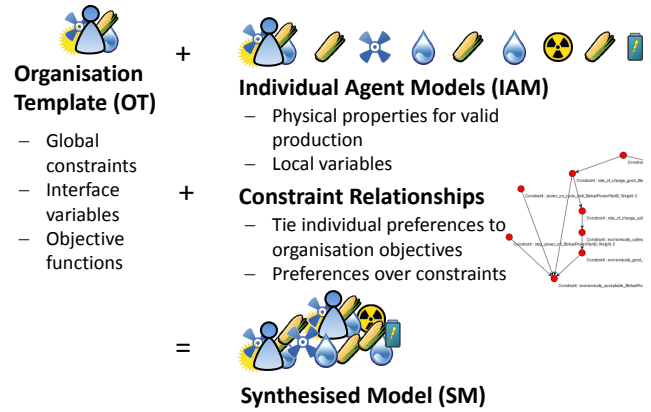 +
Organisation
Template (OT)
– Global
constraints
– Interface
variables
– Objective
functions
Individual Agent Models (IAM)
– Physical properties for valid
production
– Local variables
+
Constraint Relationships
– Tie individual preferences to
organisation objectives
– Preferences over constraints
=
Synthesised Model (SM)